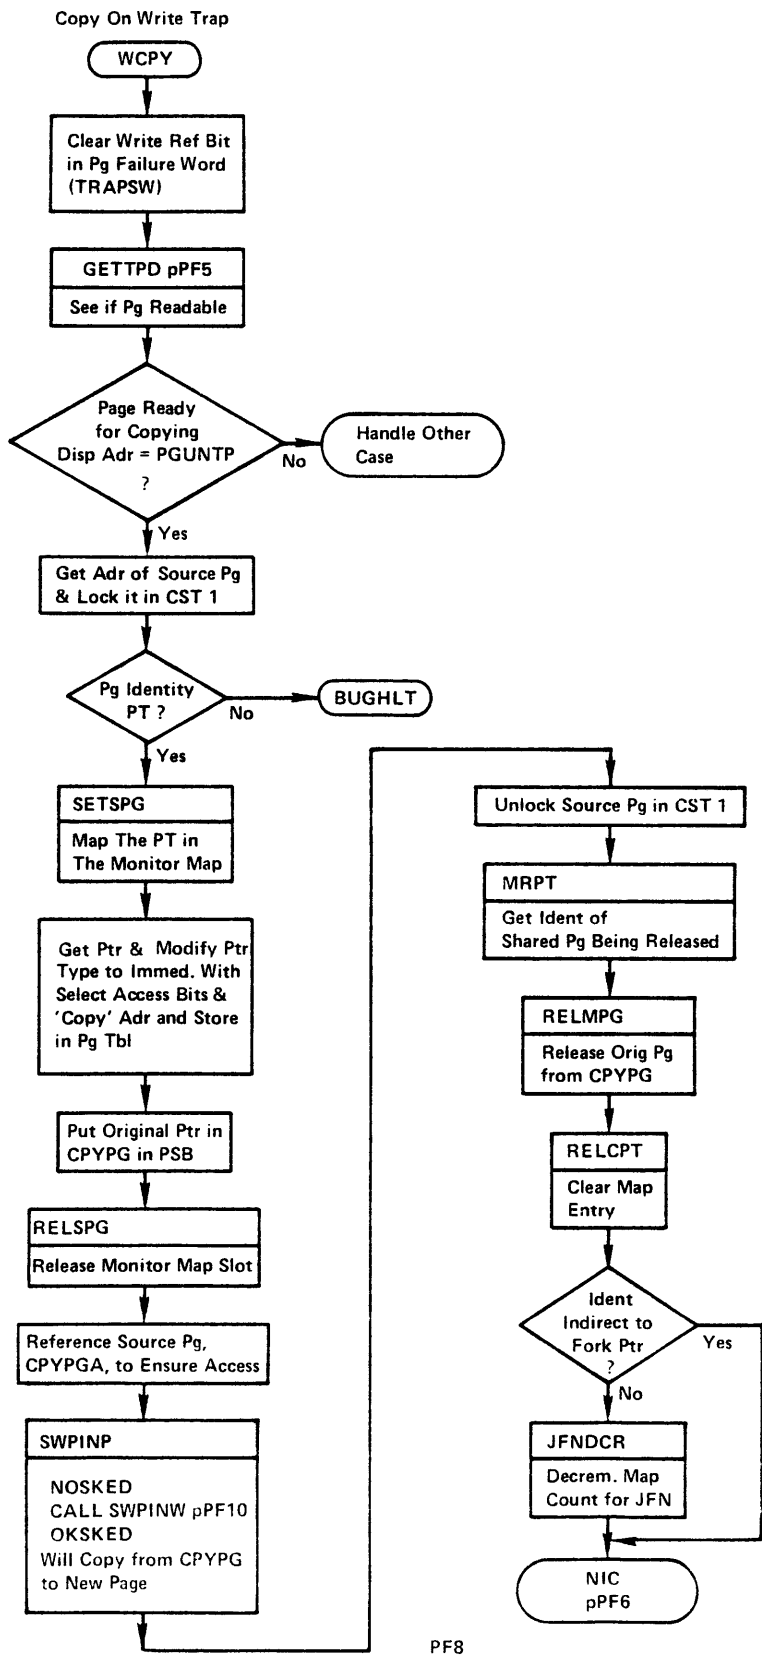 Copy On Write Trap
WCPY
Clear Write Ref Bit
in Pg Failure Word
(TRAPSW)
GETTPD pPF5
See if Pg Readable
Page Ready
for Copying
Disp Adr = PGUNTP
?
No
Handle Other
Case
Yes
Get Adr of Source Pg
& Lock it in CST 1
Pg Identity
PT ?
No
BUGHLT
Yes
SETSPG
Map The PT in
The Monitor Map
Get Ptr & Modify Ptr
Type to Immed. With
Select Access Bits &
'Copy' Adr and Store
in Pg Tbl
Put Original Ptr in
CPYPG in PSB
RELSPG
Release Monitor Map Slot
Reference Source Pg,
CPYPGA, to Ensure Access
SWPINP
NOSKED
CALL SWPINW pPF10
OKSKED
Will Copy from CPYPG
to New Page
Unlock Source Pg in CST 1
MRPT
Get Ident of
Shared Pg Being Released
RELMPG
Release Orig Pg
from CPYPG
RELCPT
Clear Map
Entry
Ident
Indirect to
Fork Ptr
?
Yes
No
JFNDCR
Decrem. Map
Count for JFN
NIC
pPF6
PF8